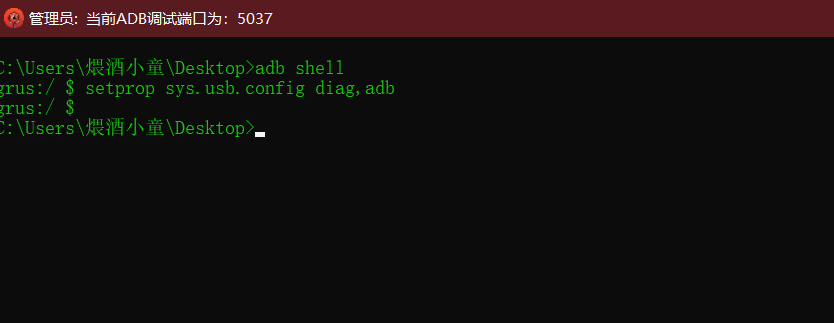 管理员: 当前ADB调试端口为：5037
C:\Users\煨酒小童\Desktop>adb shell
grus:/ $ setprop sys.usb.config diag,adb
grus:/ $
C:\Users\煨酒小童\Desktop>